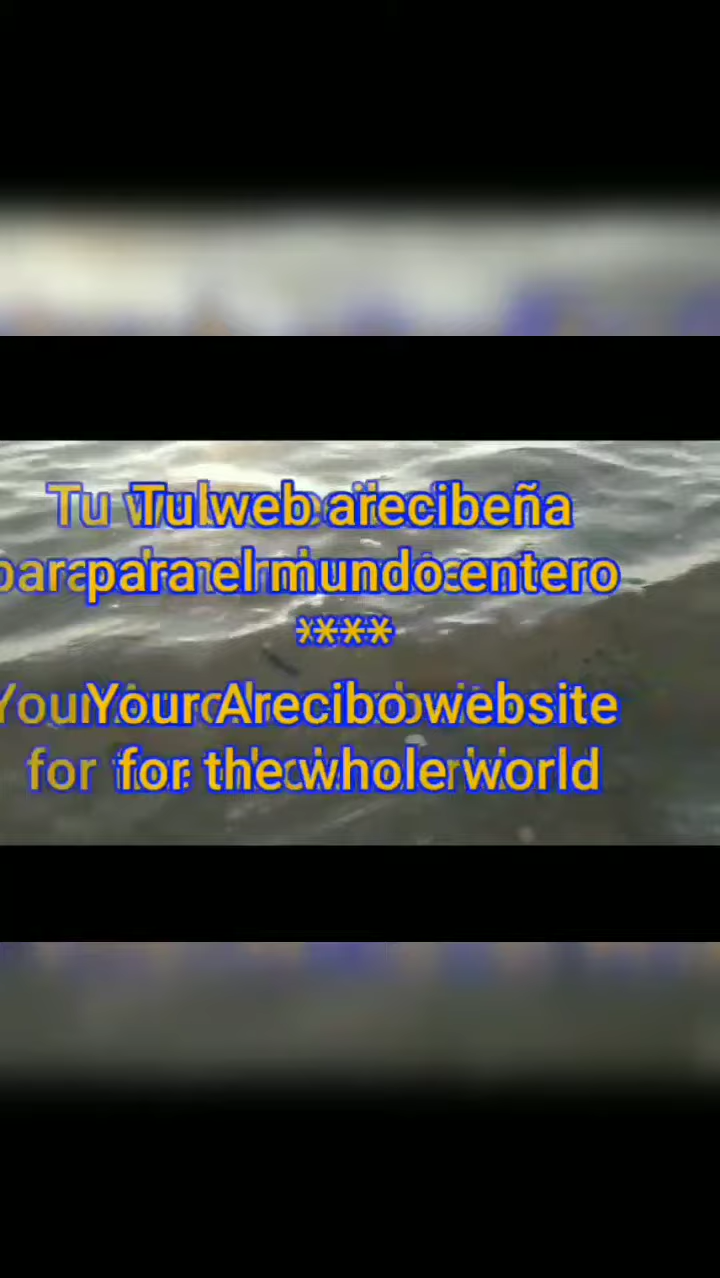 Tu web arecibeña
para el mundo entero
****
Your Arecibo website
for the whole world